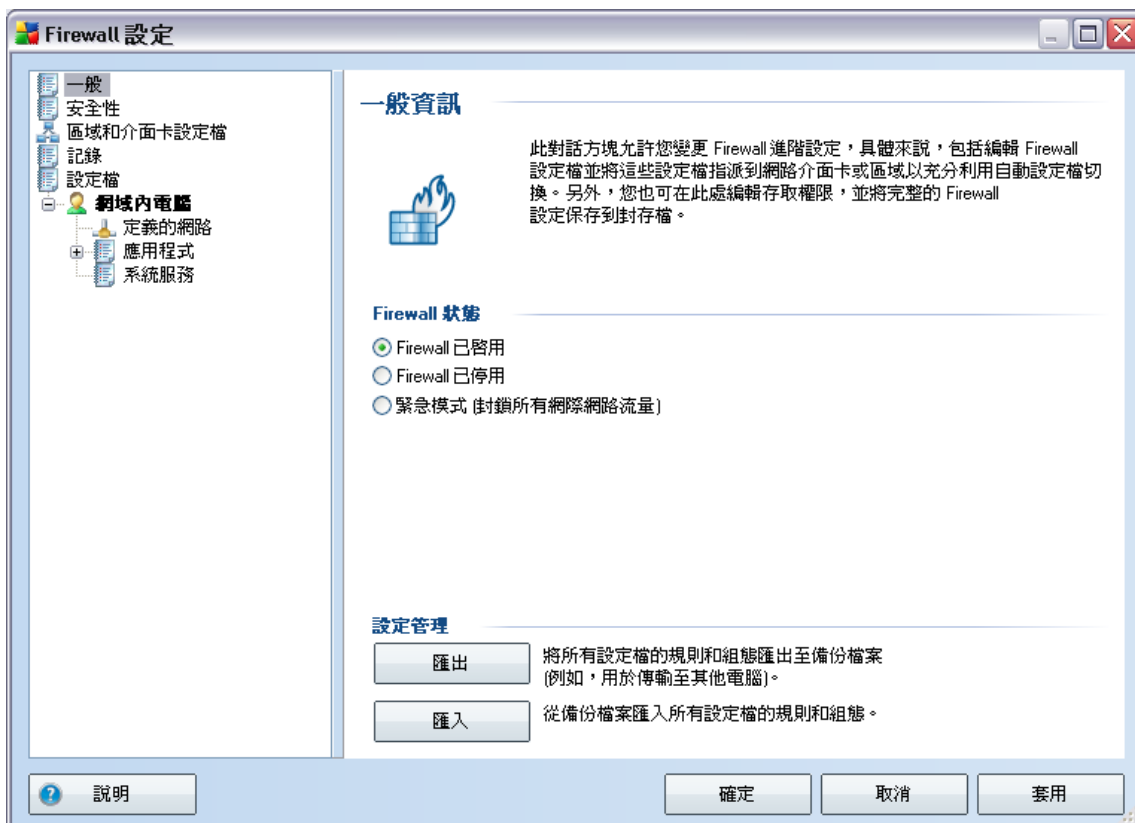 Firewall 設定
一般
安全性
區域和介面卡設定檔
記錄
設定檔
網域內電腦
定義的網路
應用程式
系統服務
一般資訊
此對話方塊允許您變更 Firewall 進階設定，具體來說，包括編輯 Firewall
設定檔並將這些設定檔指派到網路介面卡或區域以充分利用自動設定檔切
換。另外，您也可在此處編輯存取權限，並將完整的 Firewall
設定保存到封存檔。
Firewall 狀態
Firewall 已啓用
Firewall 已停用
緊急模式 (封鎖所有網際網路流量)
設定管理
匯出
將所有設定檔的規則和組態匯出至備份檔案
(例如，用於傳輸至其他電腦)。
匯入
從備份檔案匯入所有設定檔的規則和組態。
說明
確定
取消
套用